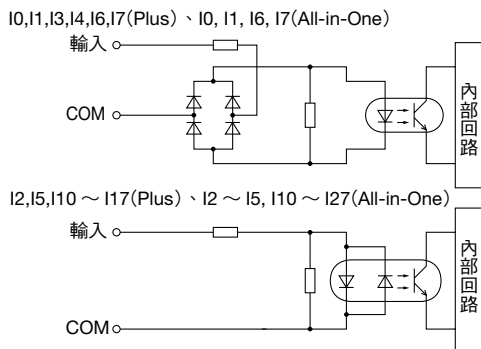 I0,I1,I3,I4,I6,I7(Plus)、I0, I1, I6, I7(All-in-One)
輸入
COM
內部回路
I2,I5,I10 ～ I17(Plus)、I2 ～ I5, I10 ～ I27(All-in-One)
輸入
COM
內部回路